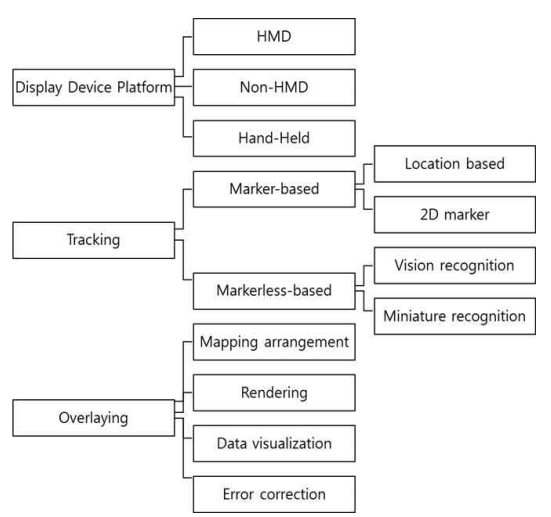 Display Device Platform
HMD
Non-HMD
Hand-Held
Tracking
Marker-based
Location based
2D marker
Markerless-based
Vision recognition
Miniature recognition
Overlaying
Mapping arrangement
Rendering
Data visualization
Error correction